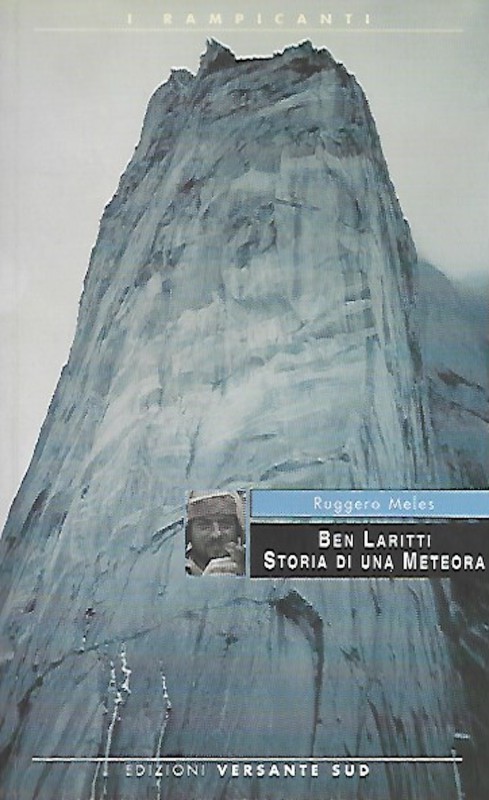 I RAMPICANTI
Ruggero Meles
BEN LARITTI
STORIA DI UNA METEORA
EDIZIONI VERSANTE SUD